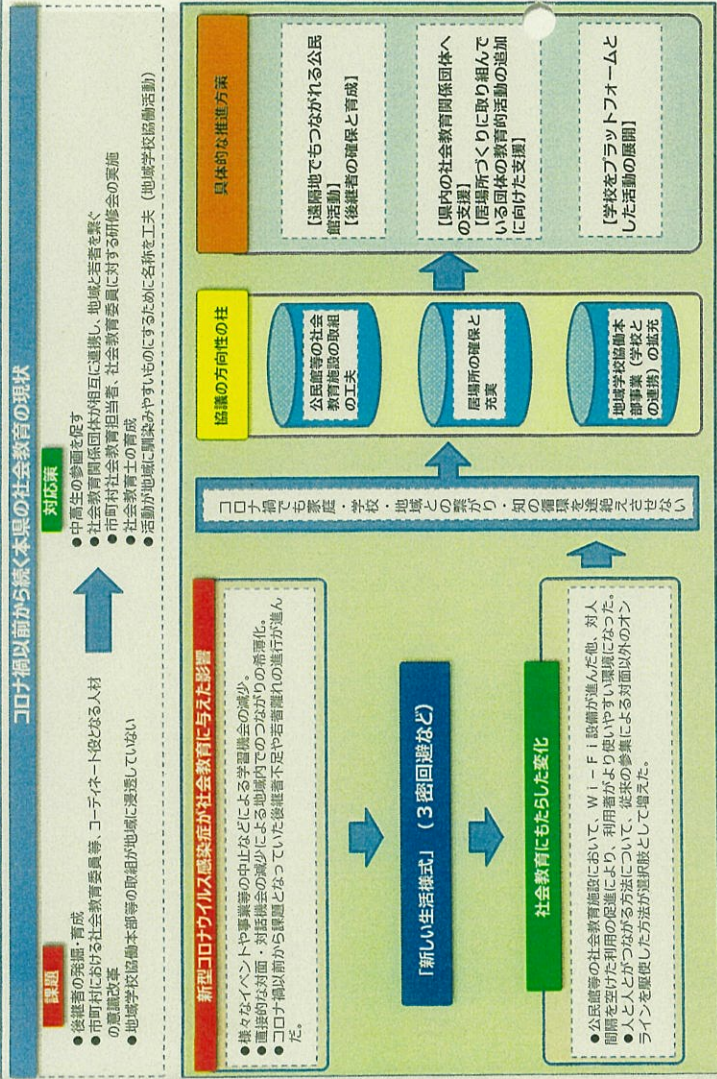 コロナ禍以前から続く本県の社会教育の現状
課題
●後継者の発掘・育成
●市町村における社会教育委員等、コーディネート役となる人材
の意識改革
●地域学校協働本部等の取組が地域に浸透していない
対応策
●中高生の参画を促す
●社会教育関係団体が相互に連携し、地域と若者を繋ぐ
●市町村社会教育担当者、社会教育委員に対する研修会の実施
●社会教育士の育成
●活動が地域に馴染みやすいものにするために名称を工夫（地域学校協働活動）
新型コロナウイルス感染症が社会教育に与えた影響
●様々なイベントや事業等の中止などによる学習機会の減少。
●直接的な対面・対話機会の減少による地域内でのつながりの希薄化。
●コロナ禍以前から課題となっていた後継者不足や若者離れの進行が進ん
だ。
「新しい生活様式」（３密回避など）
社会教育にもたらした変化
●公民館等の社会教育施設において、Ｗｉ－Ｆｉ設備が進んだ他、対人
間隔を空けた利用の促進により、利用者がより使いやすい環境になった。
●人と人とがつながる方法について、従来の参集による対面以外のオン
ラインを駆使した方法が選択肢として増えた。
コロナ禍でも家庭・学校・地域との繋がり・知の循環を途絶えさせない
協議の方向性の柱
公民館等の社会
教育施設の取組
の工夫
居場所の確保と
充実
地域学校協働本
部事業（学校と
の連携）の拡充
具体的な推進方策
【遠隔地でもつながれる公民
館活動】
【後継者の確保と育成】
【県内の社会教育関係団体へ
の支援】
【居場所づくりに取り組んで
いる団体の教育的活動の追加
に向けた支援】
【学校をプラットフォームと
した活動の展開】